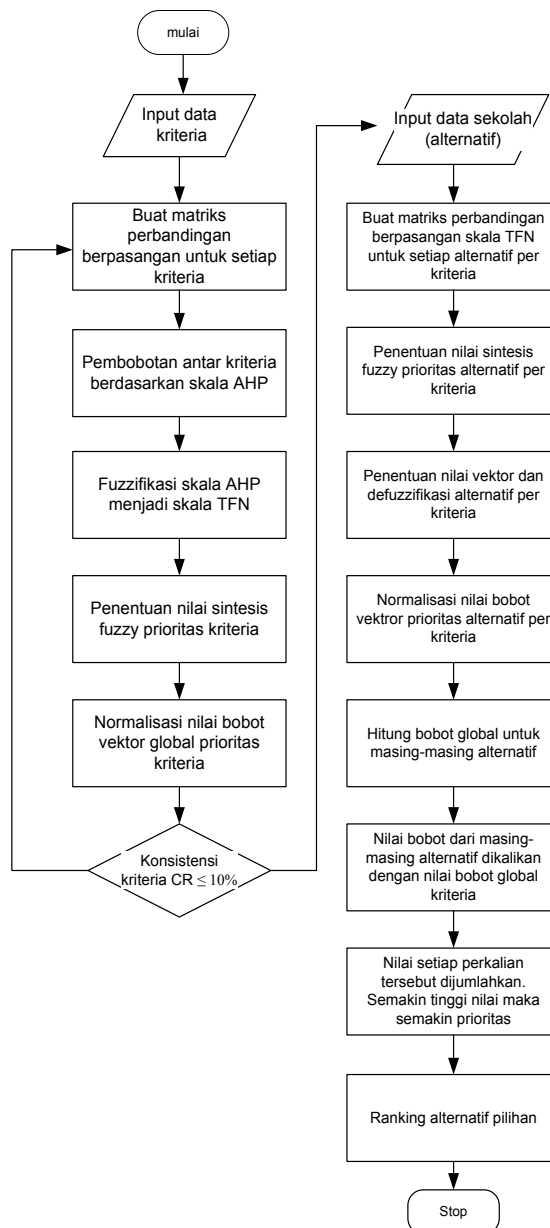 mulai
Input data
kriteria
Buat matriks
perbandingan
berpasangan untuk setiap
kriteria
Pembobotan antar kriteria
berdasarkan skala AHP
Fuzzifikasi skala AHP
menjadi skala TFN
Penentuan nilai sintesis
fuzzy prioritas kriteria
Normalisasi nilai bobot
vektor global prioritas
kriteria
Konsistensi
kriteria CR ≤ 10%
Input data sekolah
(alternatif)
Buat matriks perbandingan
berpasangan skala TFN
untuk setiap alternatif per
kriteria
Penentuan nilai sintesis
fuzzy prioritas alternatif per
kriteria
Penentuan nilai vektor dan
defuzzifikasi alternatif per
kriteria
Normalisasi nilai bobot
vektror prioritas alternatif per
kriteria
Hitung bobot global untuk
masing-masing alternatif
Nilai bobot dari masing-
masing alternatif dikalikan
dengan nilai bobot global
kriteria
Nilai setiap perkalian
tersebut dijumlahkan.
Semakin tinggi nilai maka
semakin prioritas
Ranking alternatif pilihan
Stop